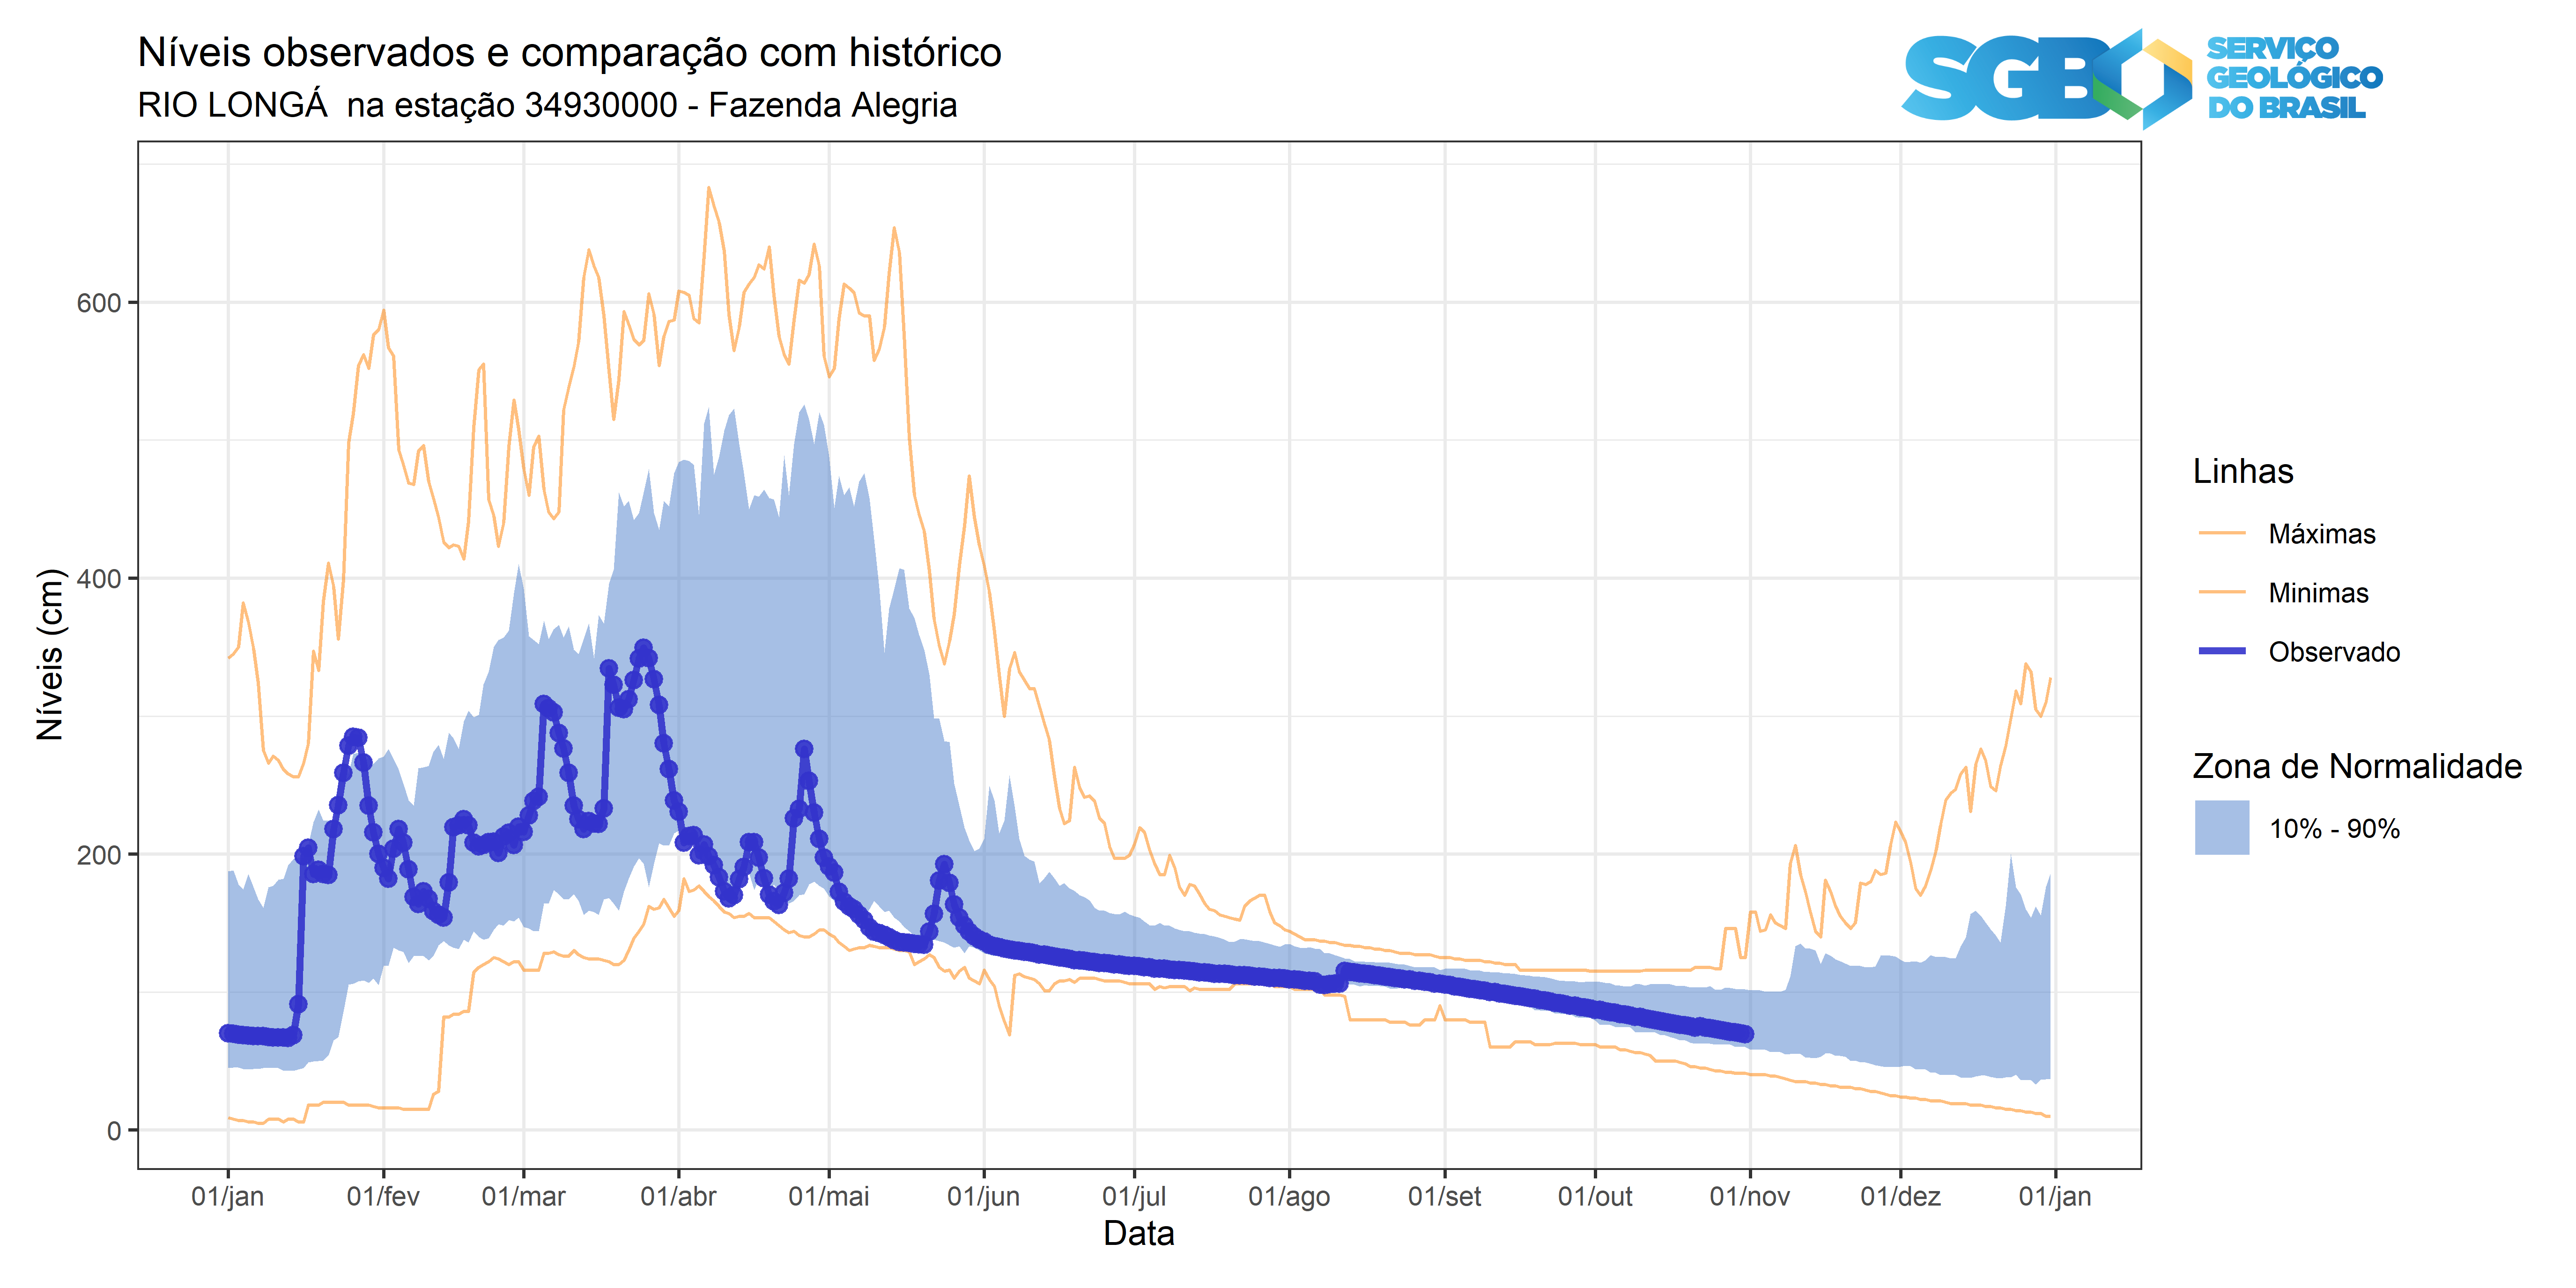 Níveis observados e comparação com histórico
RIO LONGÁ  na estação 34930000 - Fazenda Alegria
SGB
SERVIÇO
GEOLÓGICO
DO BRASIL
Níveis (cm)
600
400
200
0
01/jan 01/fev 01/mar 01/abr 01/mai 01/jun 01/jul 01/ago 01/set 01/out 01/nov 01/dez 01/jan
Data
Linhas
Máximas
Minimas
Observado
Zona de Normalidade
10% - 90%